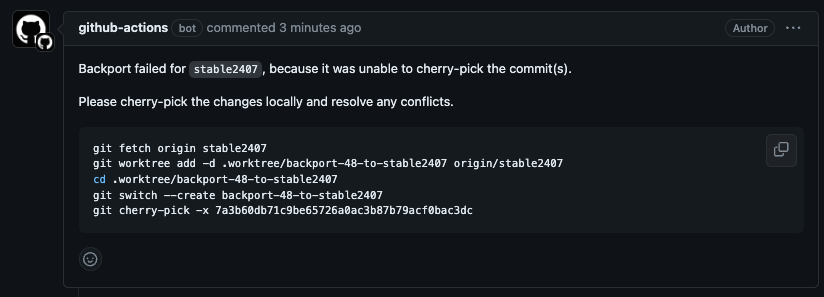 github-actions bot commented 3 minutes ago Author
Backport failed for stable2407, because it was unable to cherry-pick the commit(s).
Please cherry-pick the changes locally and resolve any conflicts.
git fetch origin stable2407
git worktree add -d .worktree/backport-48-to-stable2407 origin/stable2407
cd .worktree/backport-48-to-stable2407
git switch --create backport-48-to-stable2407
git cherry-pick -x 7a3b60db71c9be65726a0ac3b87b79acf0bac3dc